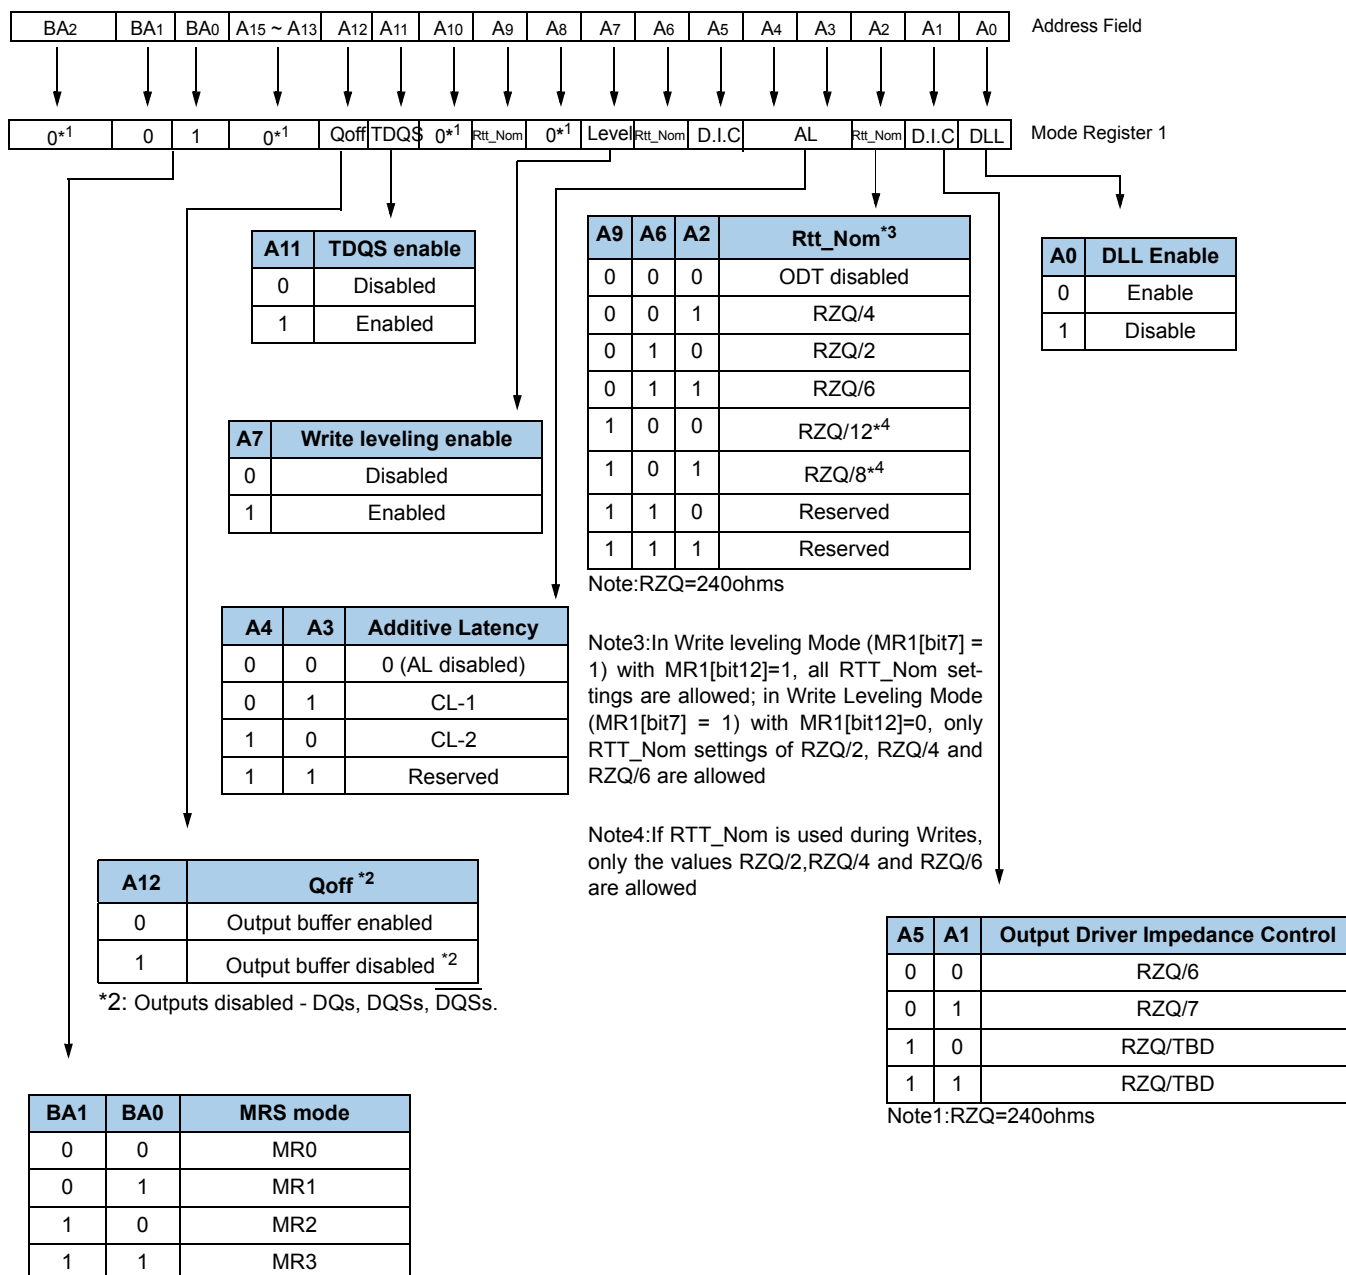 BA2 BA1 BA0 A15 ~ A13 A12 A11 A10 A9 A8 A7 A6 A5 A4 A3 A2 A1 A0 Address Field
0*1 0 1 0*1 Qoff TDQS 0*1 Rtt_Nom 0*1 Level Rtt_Nom D.I.C AL Rtt_Nom D.I.C DLL Mode Register 1
A11 TDQS enable
0 Disabled
1 Enabled
A9 A6 A2 Rtt_Nom*3
0 0 0 ODT disabled
0 0 1 RZQ/4
0 1 0 RZQ/2
0 1 1 RZQ/6
1 0 0 RZQ/12*4
1 0 1 RZQ/8*4
1 1 0 Reserved
1 1 1 Reserved
Note:RZQ=240ohms
A0 DLL Enable
0 Enable
1 Disable
A7 Write leveling enable
0 Disabled
1 Enabled
A4 A3 Additive Latency
0 0 0 (AL disabled)
0 1 CL-1
1 0 CL-2
1 1 Reserved
Note3:In Write leveling Mode (MR1[bit7] =
1) with MR1[bit12]=1, all RTT_Nom set-
tings are allowed; in Write Leveling Mode
(MR1[bit7] = 1) with MR1[bit12]=0, only
RTT_Nom settings of RZQ/2, RZQ/4 and
RZQ/6 are allowed
Note4:If RTT_Nom is used during Writes,
only the values RZQ/2,RZQ/4 and RZQ/6
are allowed
A12 Qoff *2
0 Output buffer enabled
1 Output buffer disabled *2
*2: Outputs disabled - DQs, DQSs, D̅Q̅S̅s̅.
A5 A1 Output Driver Impedance Control
0 0 RZQ/6
0 1 RZQ/7
1 0 RZQ/TBD
1 1 RZQ/TBD
Note1:RZQ=240ohms
BA1 BA0 MRS mode
0 0 MR0
0 1 MR1
1 0 MR2
1 1 MR3